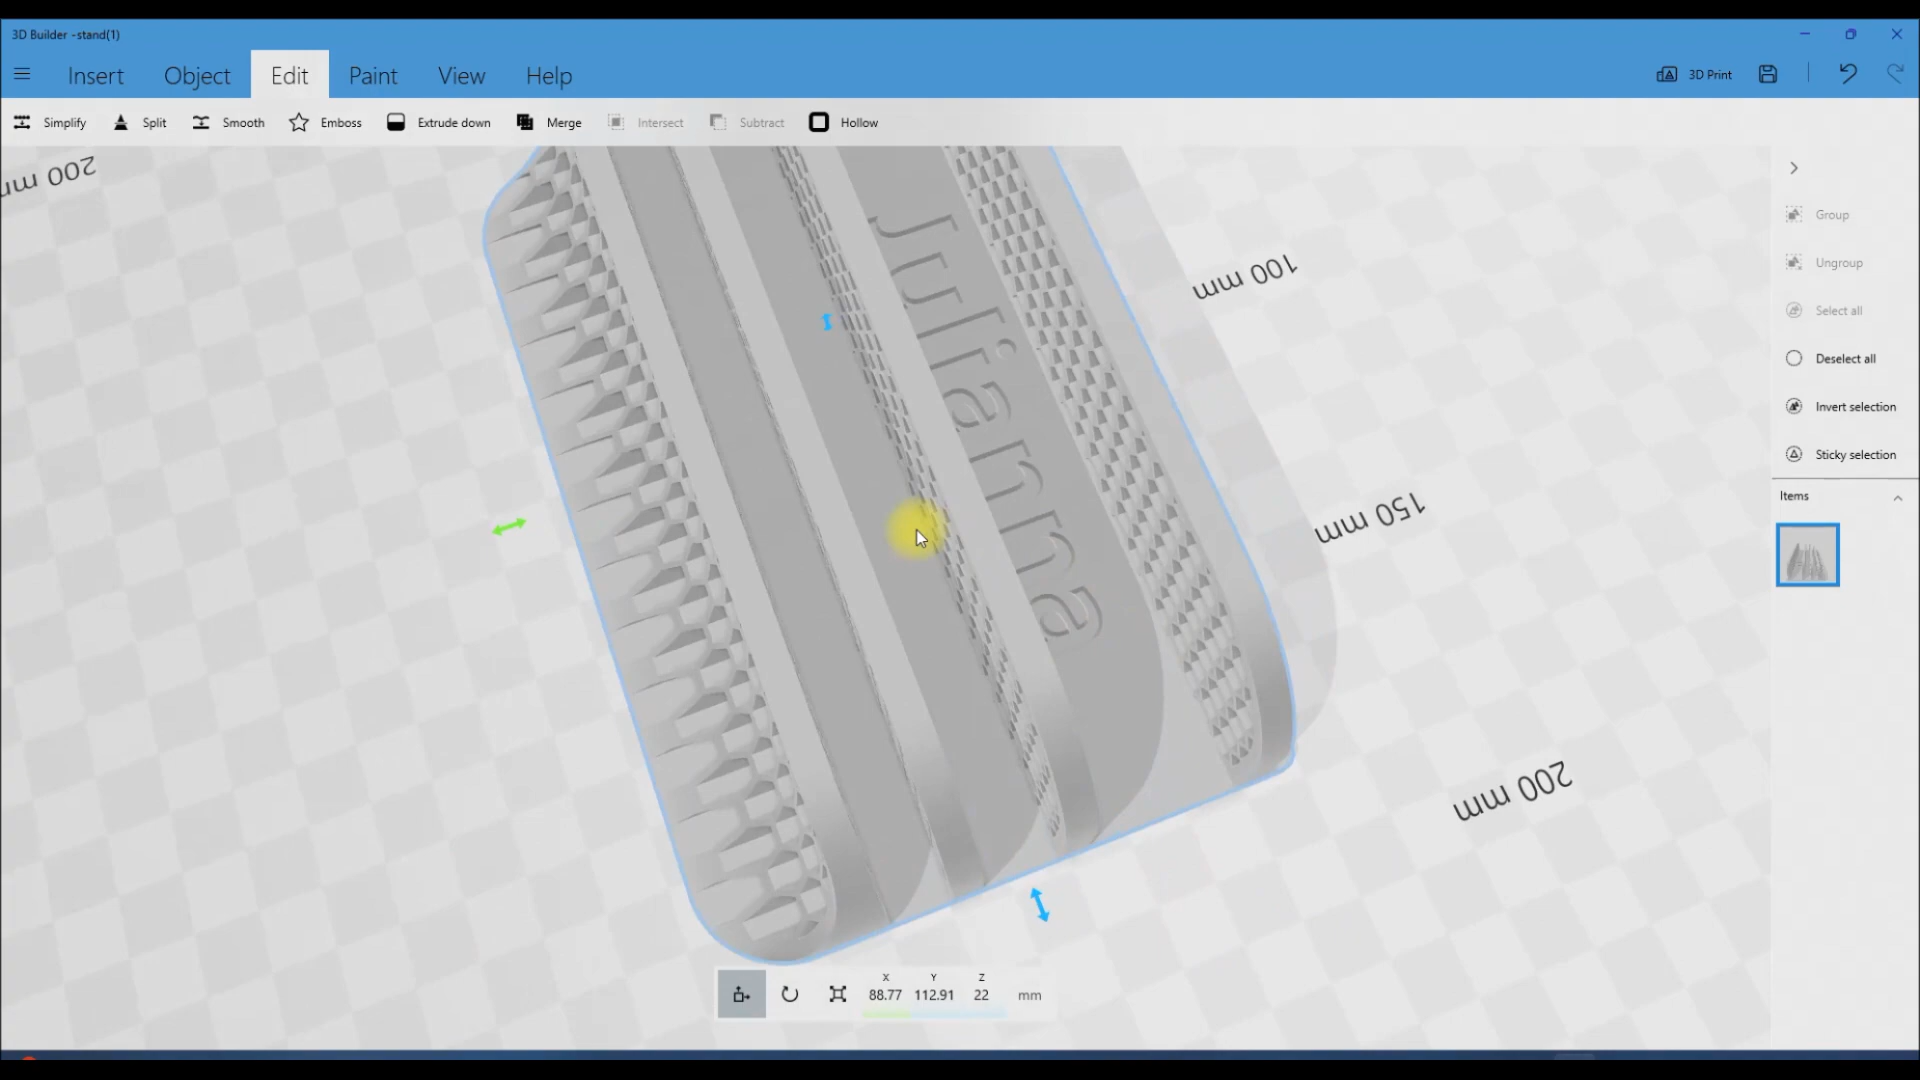 3D Builder -stand(1)
Insert Object Edit Paint View Help
3D Print
Simplify Split Smooth Emboss Extrude down Merge Intersect Subtract Hollow
200 mm
Julianna
100 mm
150 mm
200 mm
Group
Ungroup
Select all
Deselect all
Invert selection
Sticky selection
Items
X Y Z
88.77 112.91 22 mm